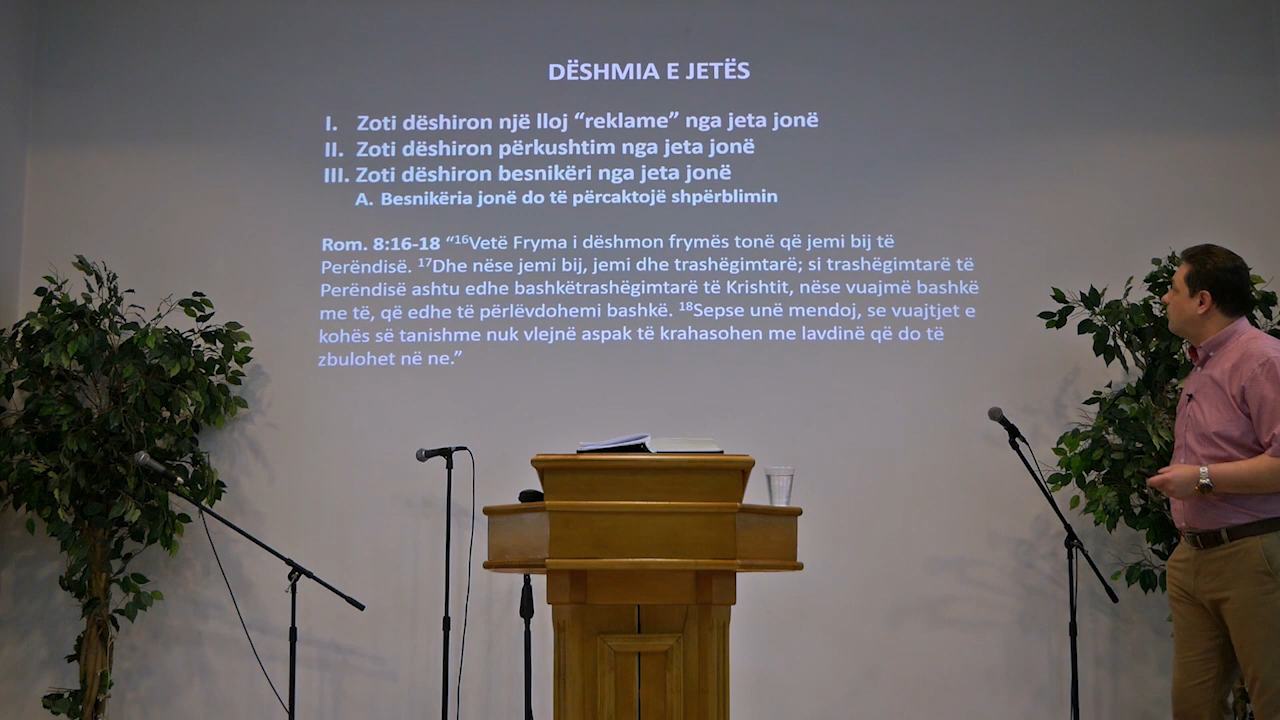 DËSHMIA E JETËS
I. Zoti dëshiron një lloj “reklame” nga jeta jonë
II. Zoti dëshiron përkushtim nga jeta jonë
III. Zoti dëshiron besnikëri nga jeta jonë
A. Besnikëria jonë do të përcaktojë shpërblimin
Rom. 8:16-18 “¹⁶Vetë Fryma i dëshmon frymës tonë që jemi bij të
Perëndisë. ¹⁷Dhe nëse jemi bij, jemi dhe trashëgimtarë; si trashëgimtarë të
Perëndisë ashtu edhe bashkëtrashëgimtarë të Krishtit, nëse vuajmë bashkë
me të, që edhe të përlëvdohemi bashkë. ¹⁸Sepse unë mendoj, se vuajtjet e
kohës së tanishme nuk vlejnë aspak të krahasohen me lavdinë që do të
zbulohet në ne.”